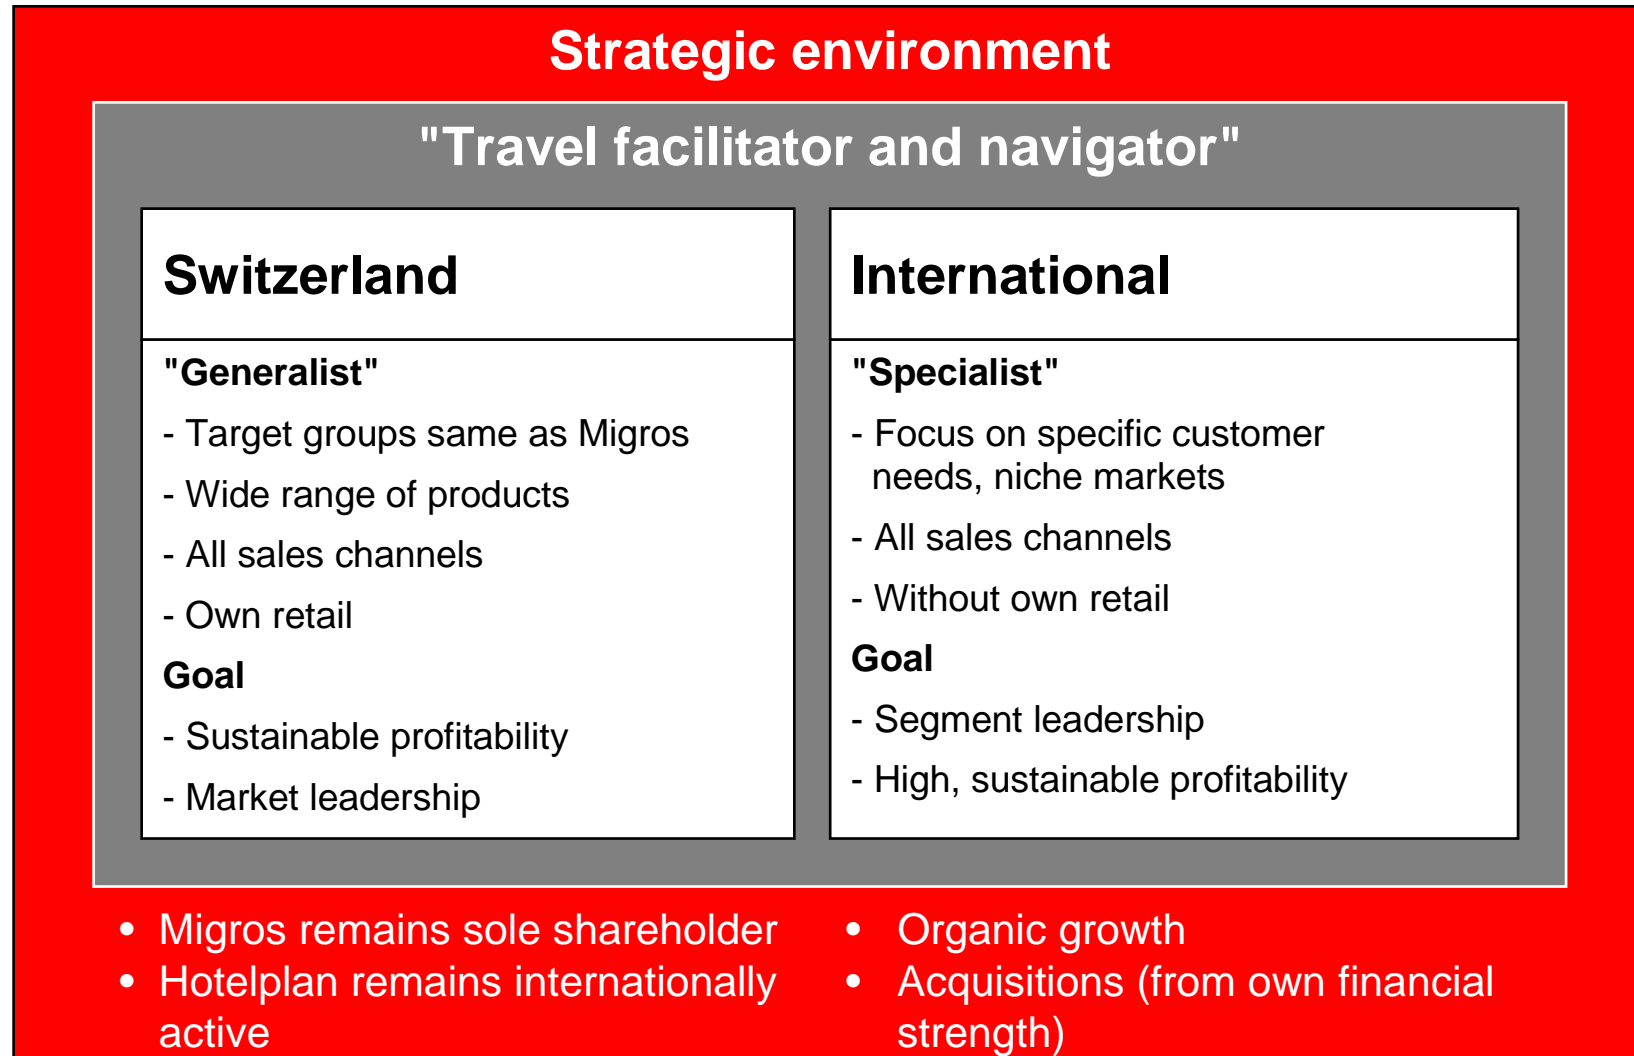 Strategic environment
"Travel facilitator and navigator"
Switzerland
"Generalist"
- Target groups same as Migros
- Wide range of products
- All sales channels
- Own retail
Goal
- Sustainable profitability
- Market leadership
International
"Specialist"
- Focus on specific customer
needs, niche markets
- All sales channels
- Without own retail
Goal
- Segment leadership
- High, sustainable profitability
• Migros remains sole shareholder
• Hotelplan remains internationally
active
• Organic growth
• Acquisitions (from own financial
strength)